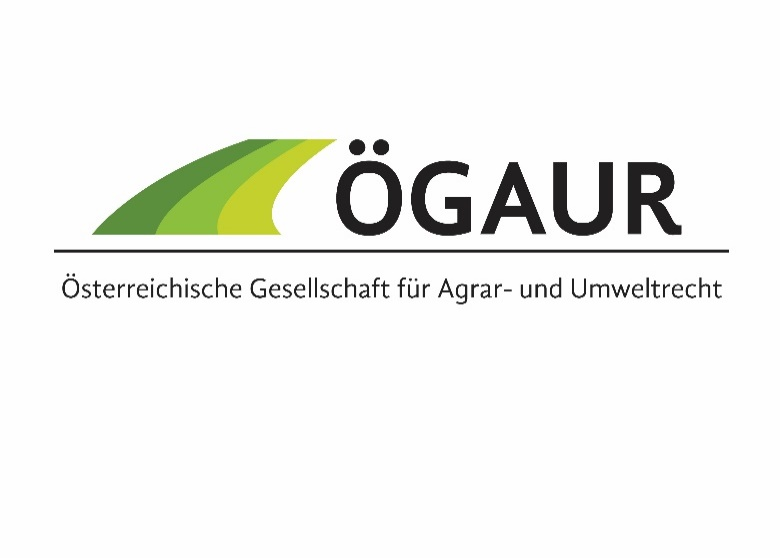 ÖGAUR
Österreichische Gesellschaft für Agrar- und Umweltrecht